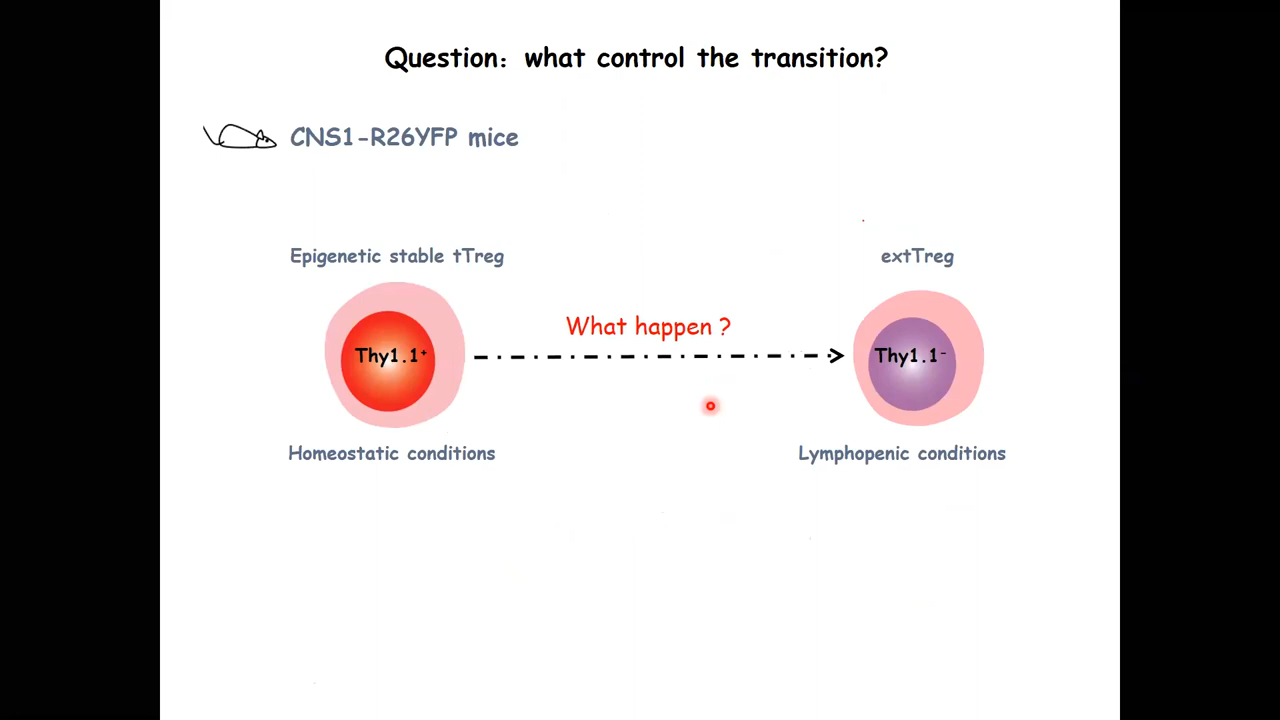 Question: what control the transition?
CNS1-R26YFP mice
Epigenetic stable tTreg
extTreg
What happen ?
Thy1.1⁺
Thy1.1⁻
Homeostatic conditions
Lymphopenic conditions